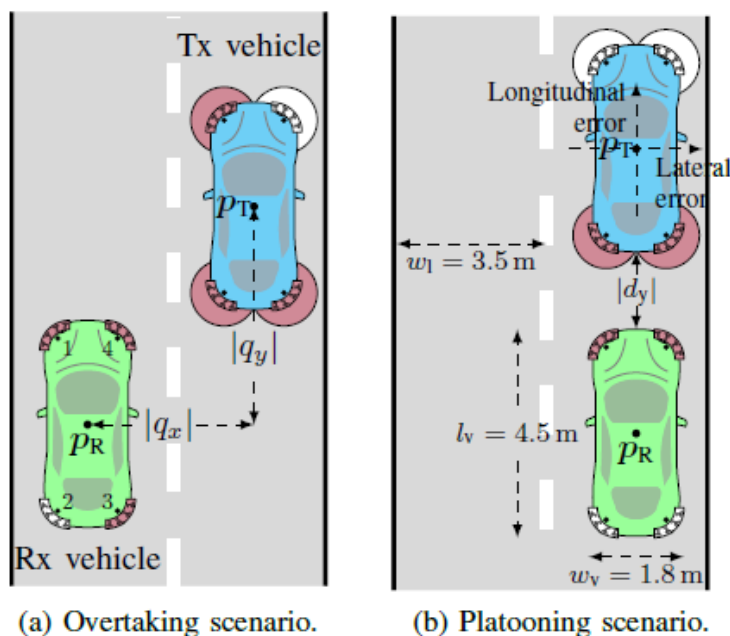 Tx vehicle
p_T
|q_y|
|q_x|
1 4
p_R
2 3
Rx vehicle
(a) Overtaking scenario.
Longitudinal
error
p_T
Lateral
error
w_l = 3.5 m
|d_y|
l_v = 4.5 m
p_R
w_v = 1.8 m
(b) Platooning scenario.